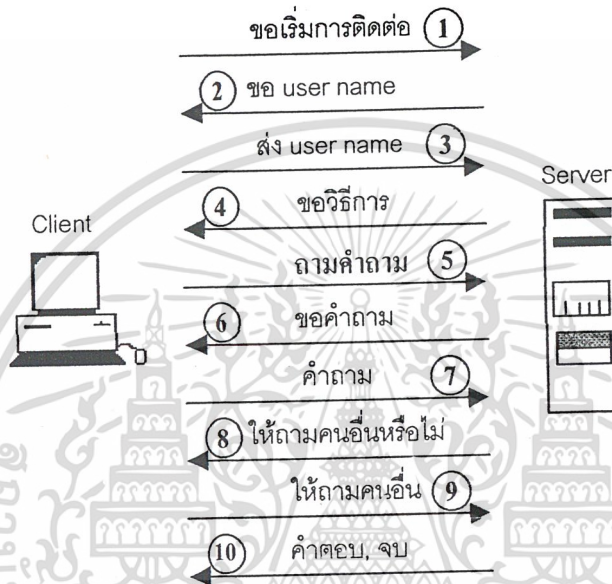 ขอเริ่มการติดต่อ 1
2 ขอ user name
ส่ง user name 3
Server
4 ขอวิธีการ
Client
ถามคำถาม 5
6 ขอคำถาม
คำถาม 7
8 ให้ถามคนอื่นหรือไม่
ให้ถามคนอื่น 9
10 คำตอบ, จบ